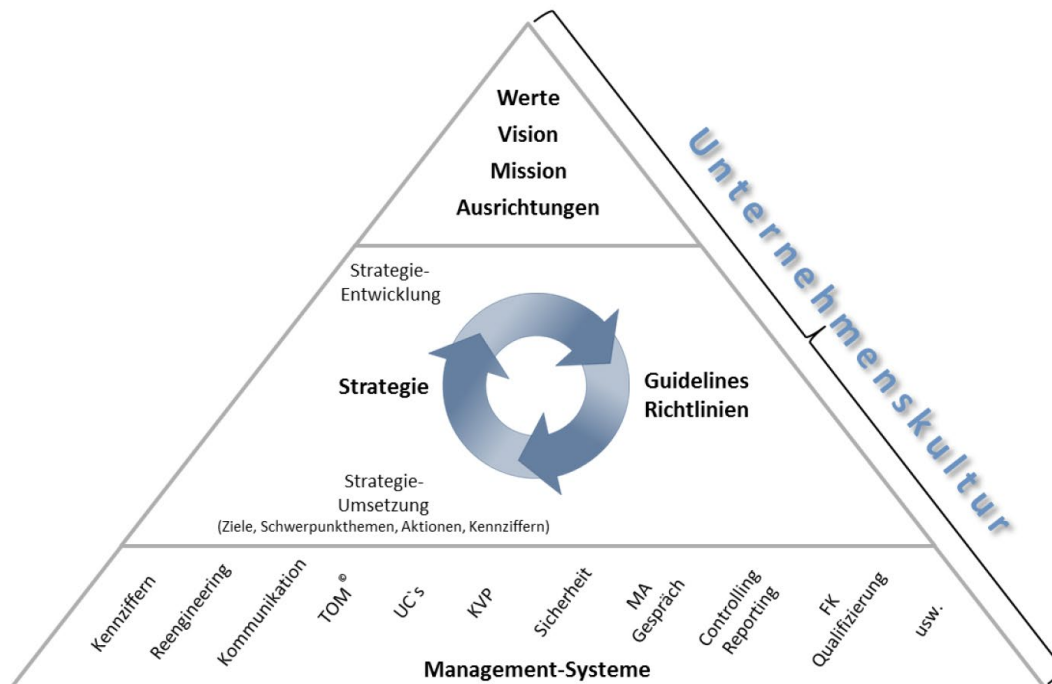 Werte
Vision
Mission
Ausrichtungen
Unternehmenskultur
Strategie-
Entwicklung
Strategie
Guidelines
Richtlinien
Strategie-
Umsetzung
(Ziele, Schwerpunkthemen, Aktionen, Kennziffern)
Kennziffern
Reengineering
Kommunikation
TOM ©
UC`s
KVP
Sicherheit
MA
Gespräch
Controlling
Reporting
FK
Qualifizierung
usw.
Management-Systeme